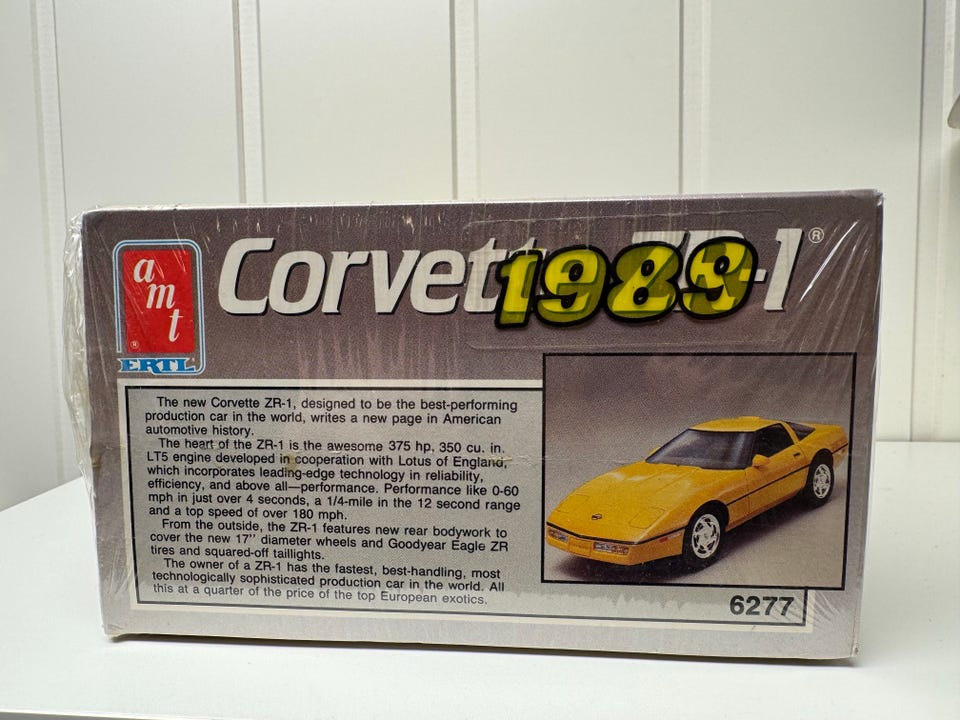 amt
®
ERTL
Corvette ZR-1®
1989
The new Corvette ZR-1, designed to be the best-performing
production car in the world, writes a new page in American
automotive history.
The heart of the ZR-1 is the awesome 375 hp, 350 cu. in.
LT5 engine developed in cooperation with Lotus of England,
which incorporates leading-edge technology in reliability,
efficiency, and above all—performance. Performance like 0-60
mph in just over 4 seconds, a 1/4-mile in the 12 second range
and a top speed of over 180 mph.
From the outside, the ZR-1 features new rear bodywork to
cover the new 17" diameter wheels and Goodyear Eagle ZR
tires and squared-off taillights.
The owner of a ZR-1 has the fastest, best-handling, most
technologically sophisticated production car in the world. All
this at a quarter of the price of the top European exotics.
6277